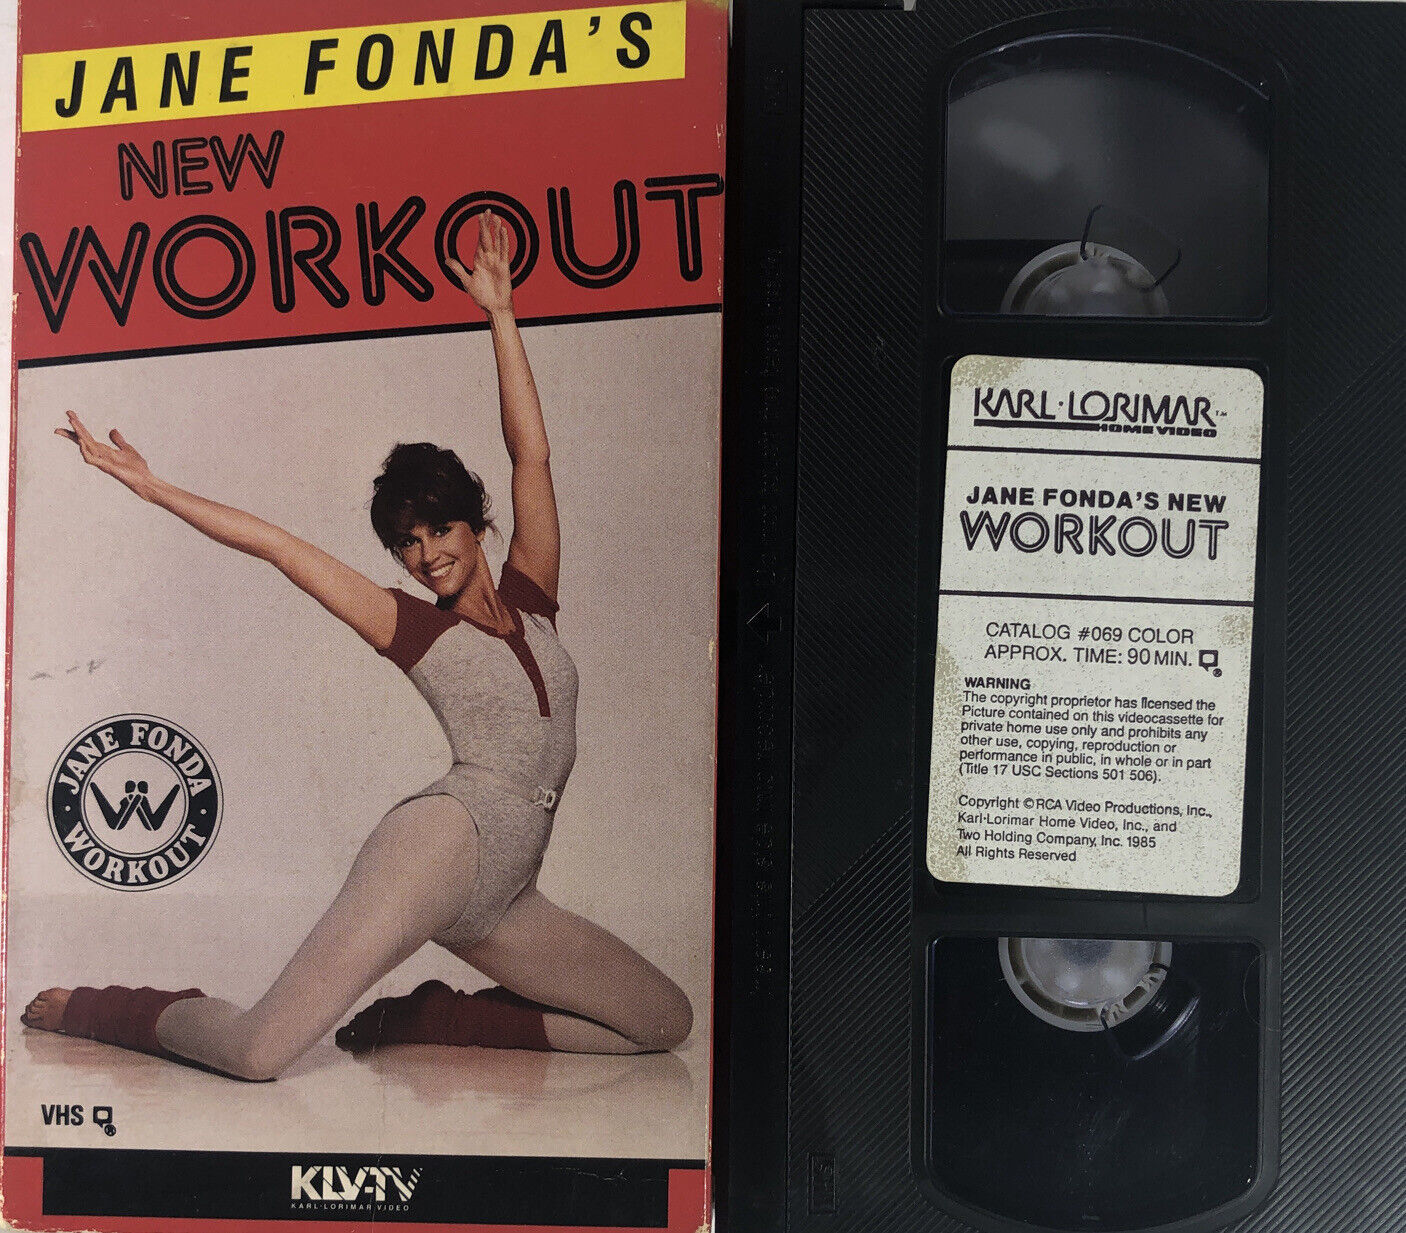 JANE FONDA'S
NEW
WORKOUT
JANE FONDA
WORKOUT
VHS
KLV-TV
KARL·LORIMAR VIDEO
KARL·LORIMAR™
HOME VIDEO
JANE FONDA'S NEW
WORKOUT
CATALOG #069 COLOR
APPROX. TIME: 90 MIN.
WARNING
The copyright proprietor has licensed the
Picture contained on this videocassette for
private home use only and prohibits any
other use, copying, reproduction or
performance in public, in whole or in part
(Title 17 USC Sections 501 506).
Copyright ©RCA Video Productions, Inc.,
Karl·Lorimar Home Video, Inc., and
Two Holding Company, Inc. 1985
All Rights Reserved